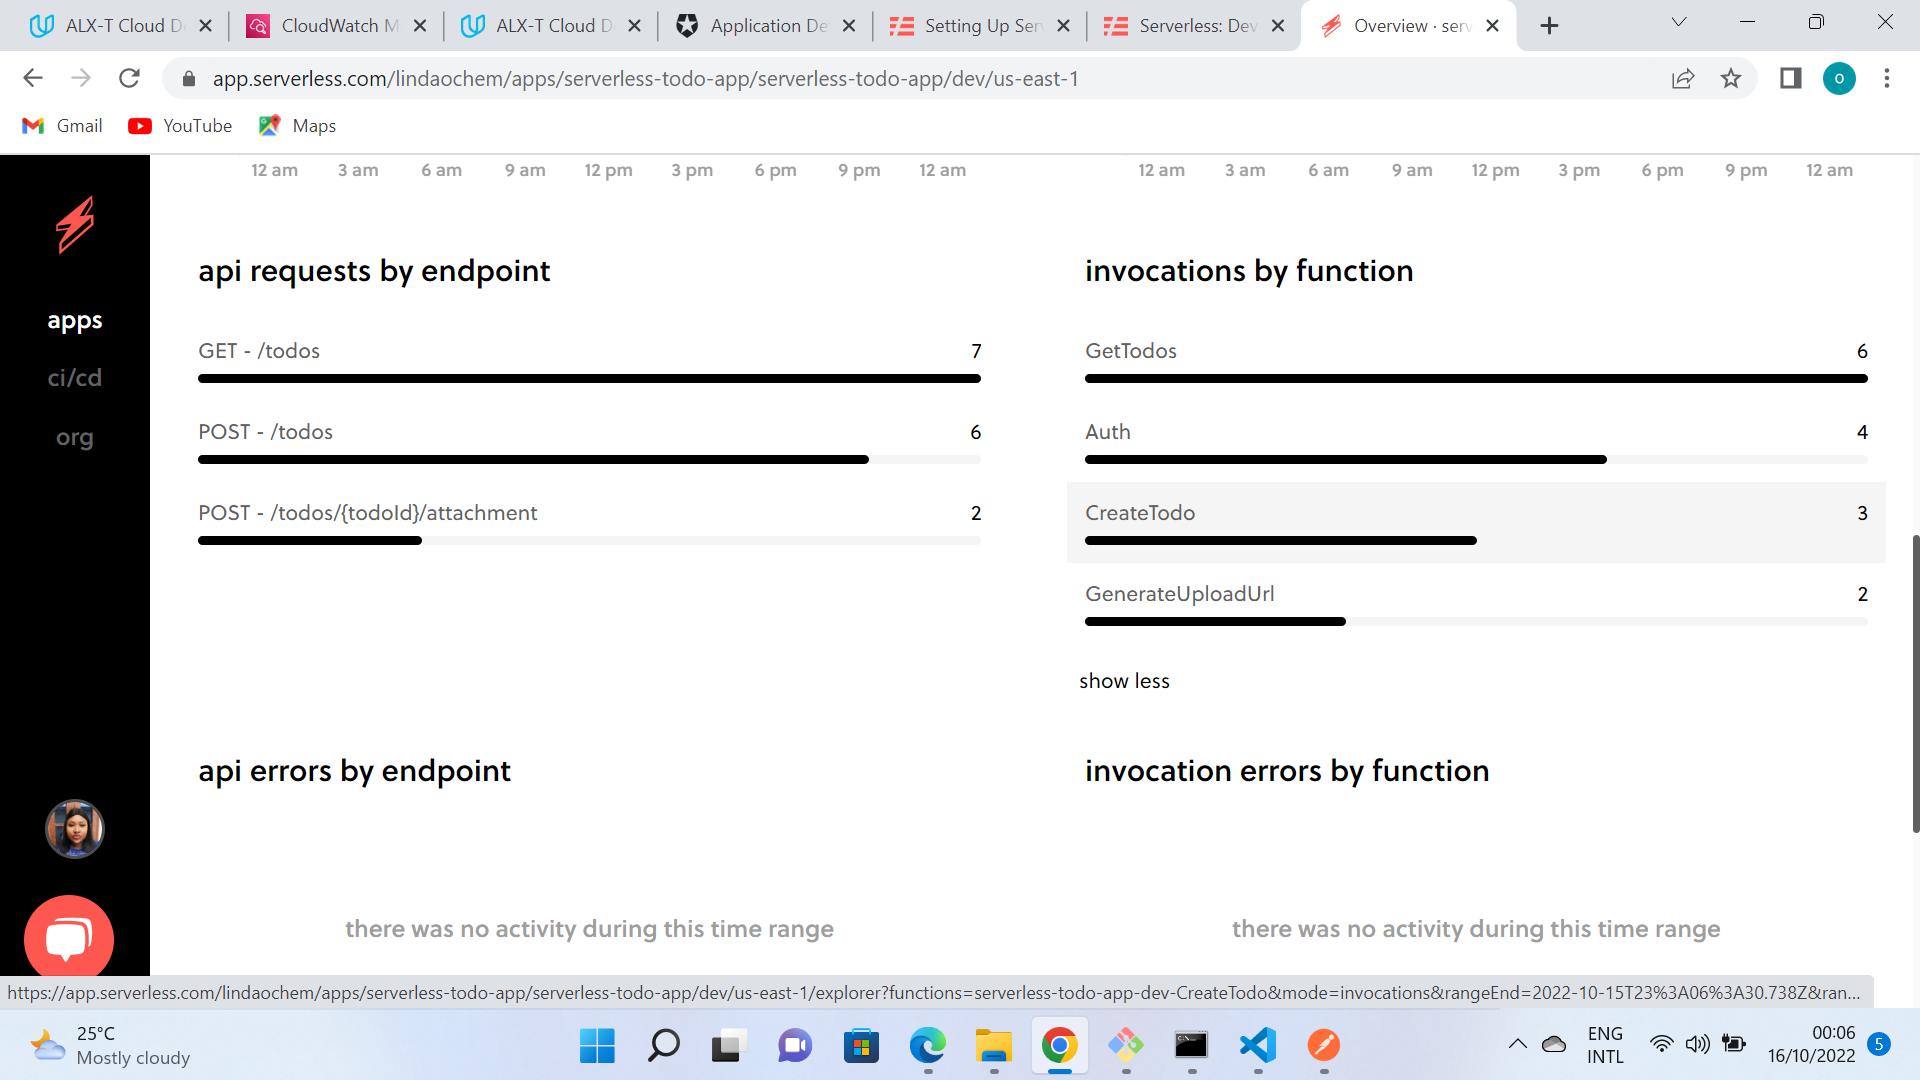 ALX-T Cloud D
CloudWatch M
ALX-T Cloud D
Application De
Setting Up Ser
Serverless: Dev
Overview · serv
app.serverless.com/lindaochem/apps/serverless-todo-app/serverless-todo-app/dev/us-east-1
o
Gmail
YouTube
Maps
12 am 3 am 6 am 9 am 12 pm 3 pm 6 pm 9 pm 12 am
12 am 3 am 6 am 9 am 12 pm 3 pm 6 pm 9 pm 12 am
apps
ci/cd
org
api requests by endpoint
GET - /todos 7
POST - /todos 6
POST - /todos/{todoId}/attachment 2
invocations by function
GetTodos 6
Auth 4
CreateTodo 3
GenerateUploadUrl 2
show less
api errors by endpoint
there was no activity during this time range
invocation errors by function
there was no activity during this time range
https://app.serverless.com/lindaochem/apps/serverless-todo-app/serverless-todo-app/dev/us-east-1/explorer?functions=serverless-todo-app-dev-CreateTodo&mode=invocations&rangeEnd=2022-10-15T23%3A06%3A30.738Z&ran...
25°C
Mostly cloudy
ENG
INTL
00:06
16/10/2022
5